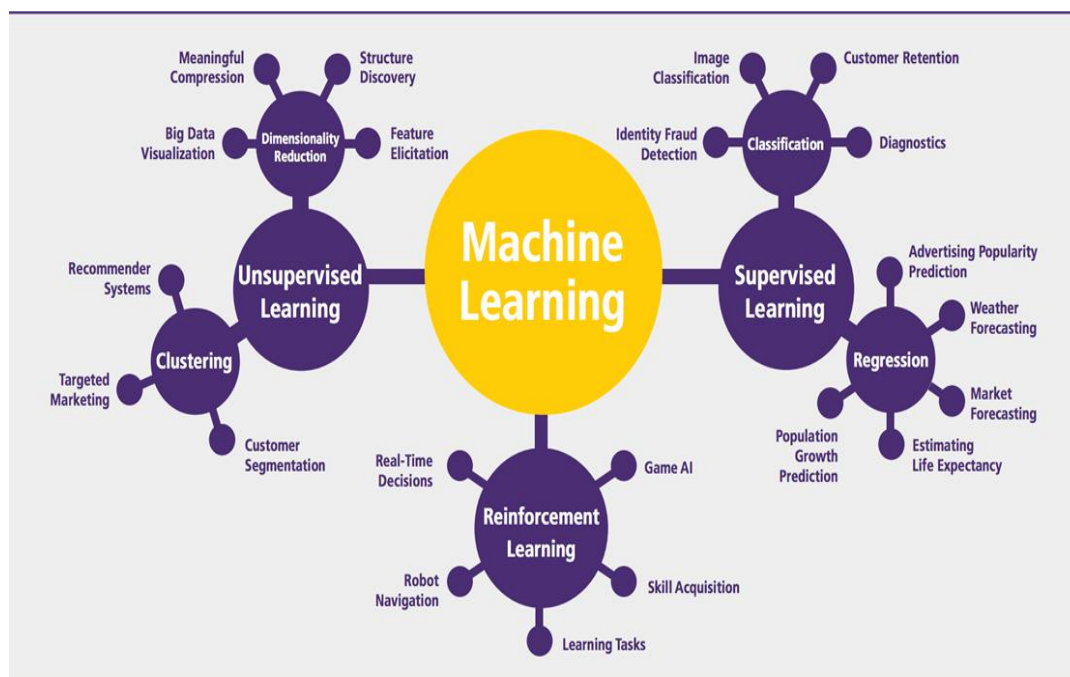 Machine
Learning
Unsupervised
Learning
Dimensionality
Reduction
Meaningful
Compression
Structure
Discovery
Big Data
Visualization
Feature
Elicitation
Clustering
Recommender
Systems
Targeted
Marketing
Customer
Segmentation
Supervised
Learning
Classification
Image
Classification
Customer Retention
Identity Fraud
Detection
Diagnostics
Regression
Advertising Popularity
Prediction
Weather
Forecasting
Market
Forecasting
Estimating
Life Expectancy
Population
Growth
Prediction
Reinforcement
Learning
Real-Time
Decisions
Game AI
Robot
Navigation
Skill Acquisition
Learning Tasks